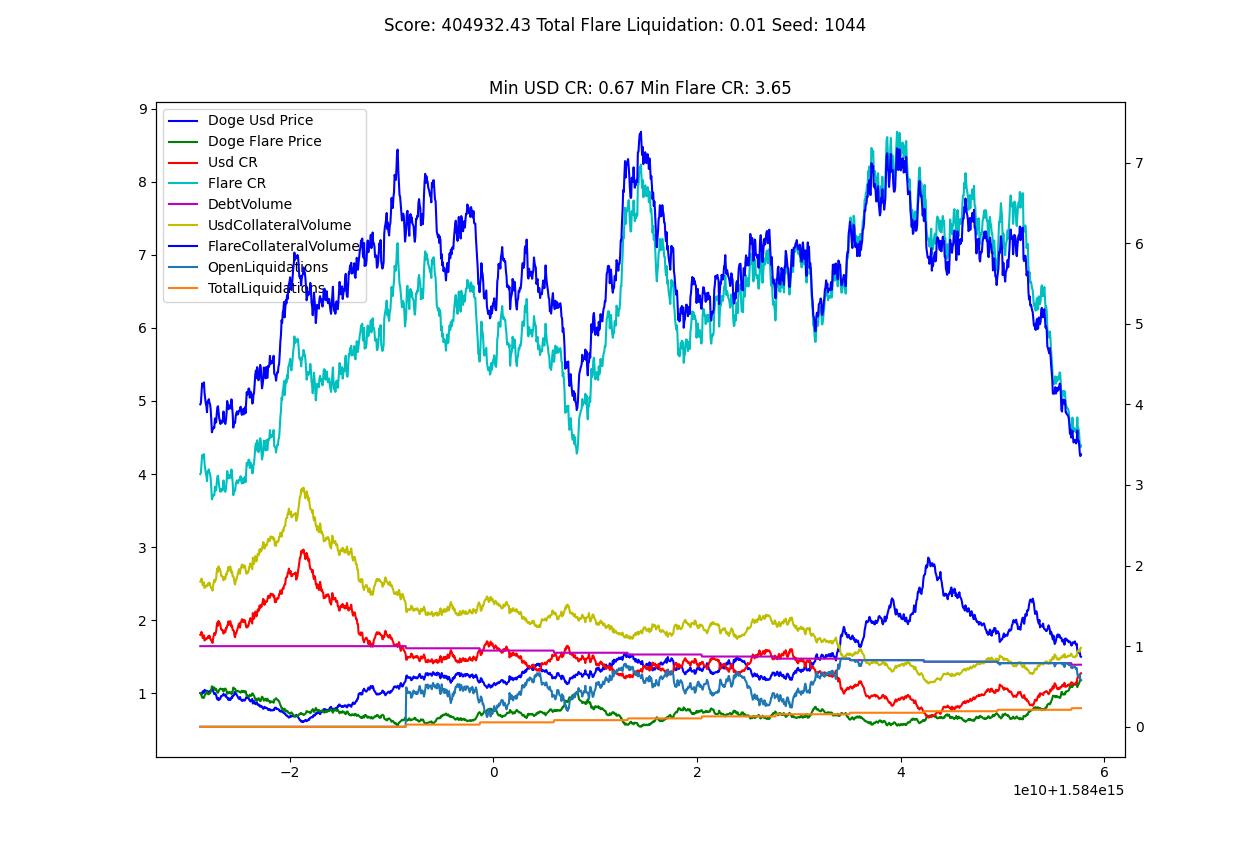 Score: 404932.43 Total Flare Liquidation: 0.01 Seed: 1044
Min USD CR: 0.67 Min Flare CR: 3.65
Doge Usd Price
Doge Flare Price
Usd CR
Flare CR
DebtVolume
UsdCollateralVolume
FlareCollateralVolume
OpenLiquidations
TotalLiquidations
9
8
7
6
5
4
3
2
1
7
6
5
4
3
2
1
0
−2
0
2
4
6
1e10+1.584e15